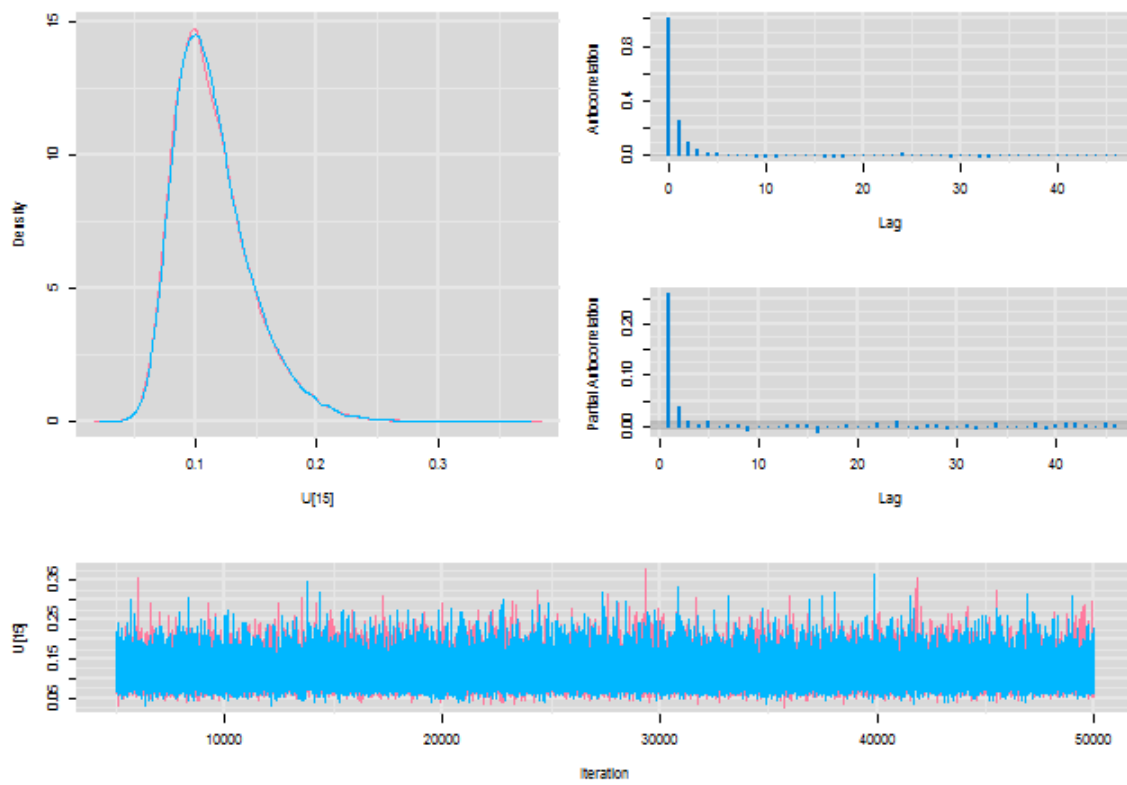 15
10
5
0
Density
0.1 0.2 0.3
U[15]
0.8
0.4
0.0
Autocorrelation
0 10 20 30 40
Lag
0.20
0.10
0.00
Partial Autocorrelation
0 10 20 30 40
Lag
0.35
0.25
0.15
0.05
U[15]
10000 20000 30000 40000 50000
Iteration